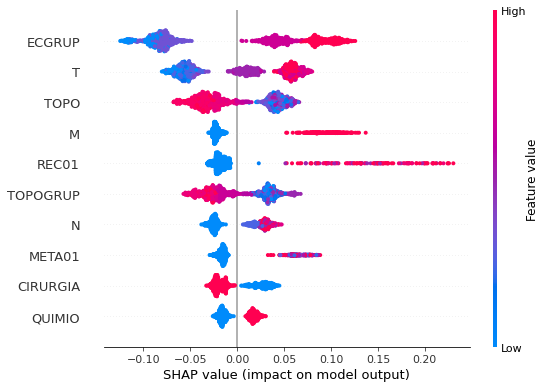 High
ECGRUP
T
TOPO
M
REC01
TOPOGRUP
N
META01
CIRURGIA
QUIMIO
Feature value
Low
−0.10 −0.05 0.00 0.05 0.10 0.15 0.20
SHAP value (impact on model output)